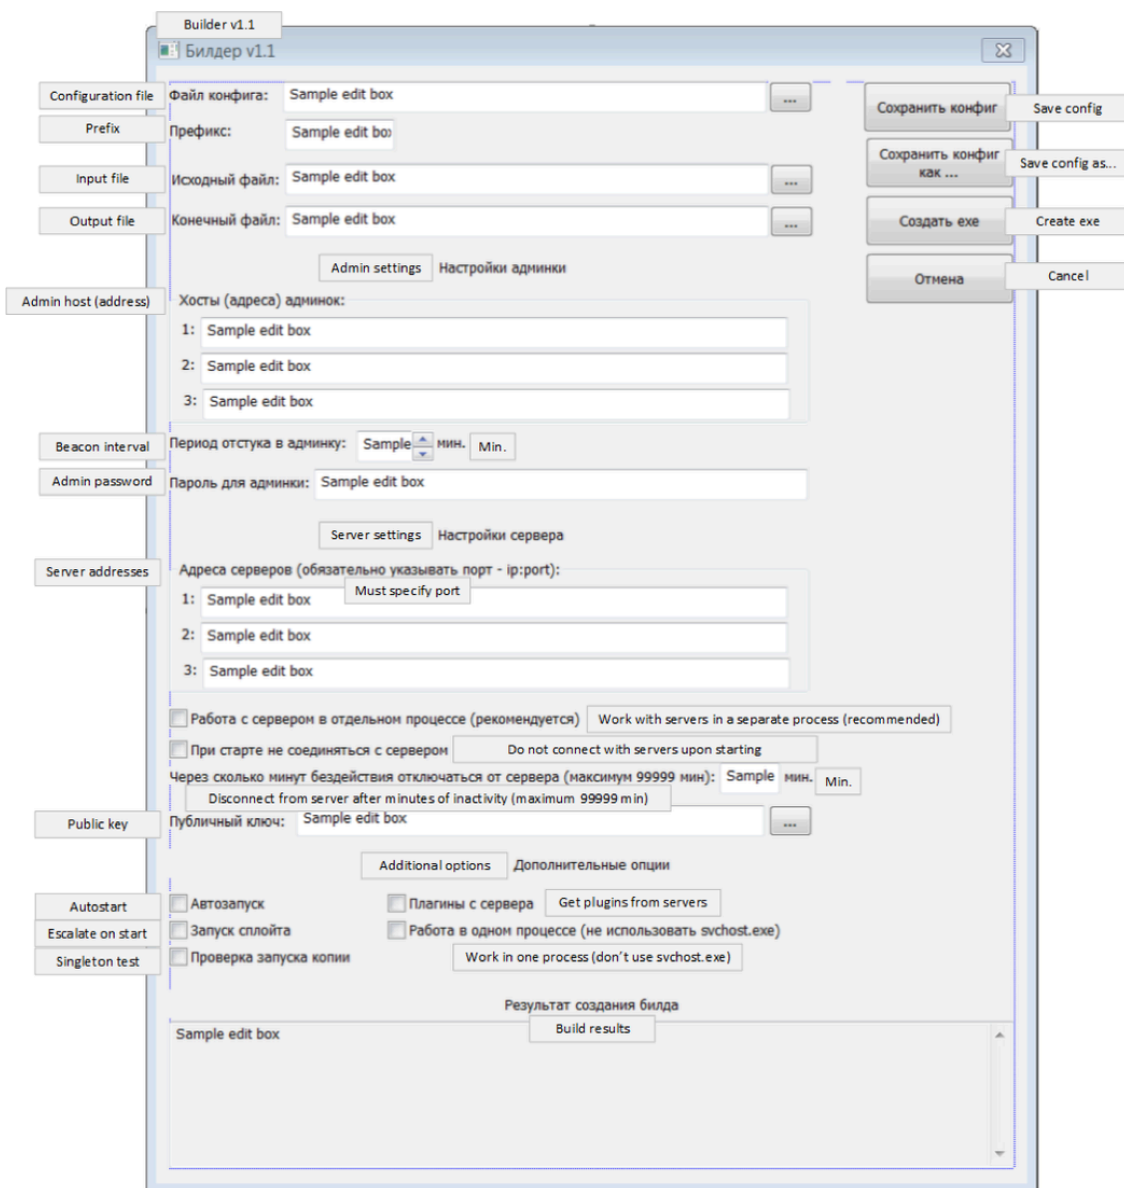 Builder v1.1
Билдер v1.1
Configuration file Файл конфига: Sample edit box ... Сохранить конфиг Save config
Prefix Префикс: Sample edit box
Сохранить конфиг как ... Save config as...
Input file Исходный файл: Sample edit box ...
Output file Конечный файл: Sample edit box ... Создать exe Create exe
Admin settings Настройки админки
Отмена Cancel
Admin host (address) Хосты (адреса) админок:
1: Sample edit box
2: Sample edit box
3: Sample edit box
Beacon interval Период отстука в админку: Sample мин. Min.
Admin password Пароль для админки: Sample edit box
Server settings Настройки сервера
Server addresses Адреса серверов (обязательно указывать порт - ip:port):
Must specify port
1: Sample edit box
2: Sample edit box
3: Sample edit box
Работа с сервером в отдельном процессе (рекомендуется) Work with servers in a separate process (recommended)
При старте не соединяться с сервером Do not connect with servers upon starting
Через сколько минут бездействия отключаться от сервера (максимум 99999 мин): Sample мин. Min.
Disconnect from server after minutes of inactivity (maximum 99999 min)
Public key Публичный ключ: Sample edit box ...
Additional options Дополнительные опции
Autostart Автозапуск Плагины с сервера Get plugins from servers
Escalate on start Запуск сплойта Работа в одном процессе (не использовать svchost.exe)
Singleton test Проверка запуска копии Work in one process (don't use svchost.exe)
Результат создания билда
Build results
Sample edit box